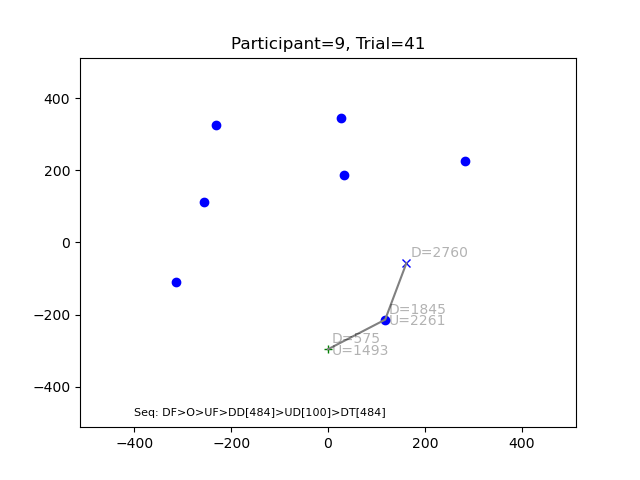 Participant=9, Trial=41
400
200
0
−200
−400
D=2760
D=1845
U=2261
D=575
U=1493
Seq: DF>O>UF>DD[484]>UD[100]>DT[484]
−400
−200
0
200
400